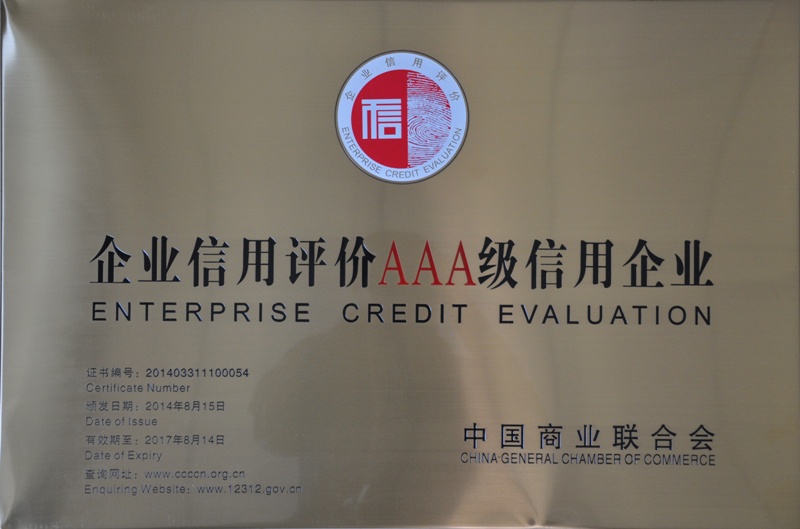 企业信用评价
信
ENTERPRISE CREDIT EVALUATION
企业信用评价AAA级信用企业
ENTERPRISE CREDIT EVALUATION
证书编号：201403311100054
Certificate Number
颁发日期：2014年8月15日
Date of Issue
有效期至：2017年8月14日
Date of Expiry
查询网址：www.ccccn.org.cn
Enquiring Website：www.12312.gov.cn
中国商业联合会
CHINA GENERAL CHAMBER OF COMMERCE